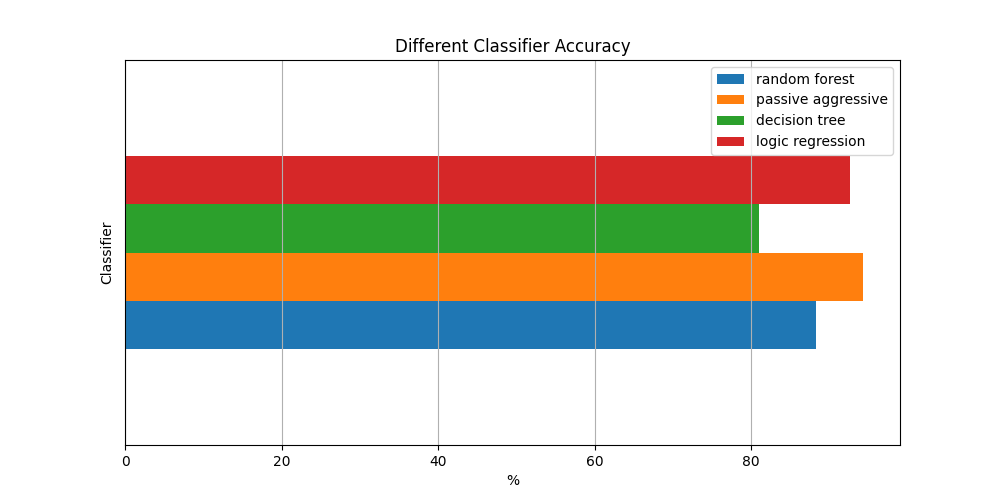 Different Classifier Accuracy
random forest
passive aggressive
decision tree
logic regression
Classifier
0 20 40 60 80
%